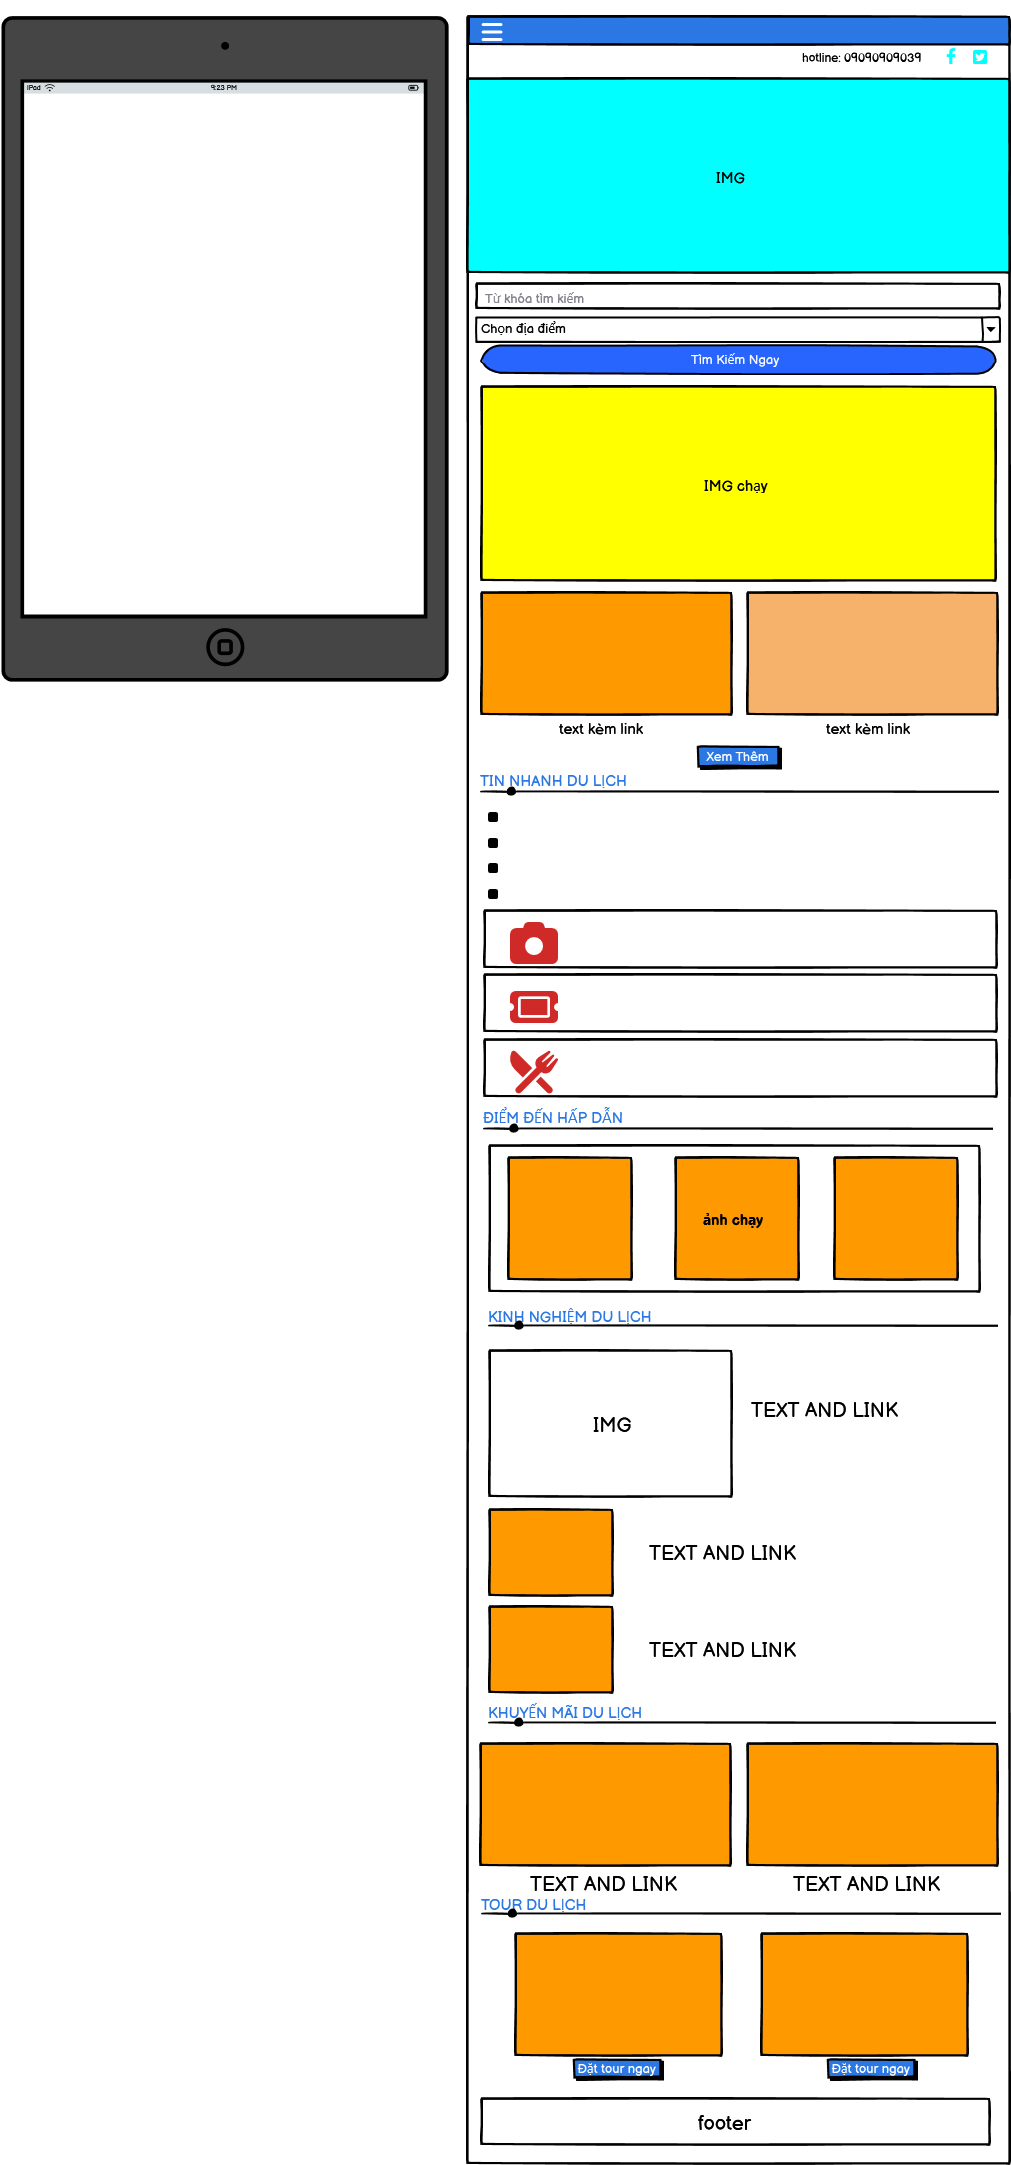 iPad
9:23 PM
hotline: 09090909039
IMG
Từ khóa tìm kiếm
Chọn địa điểm
Tìm Kiếm Ngay
IMG chạy
text kèm link
text kèm link
Xem Thêm
TIN NHANH DU LỊCH
ĐIỂM ĐẾN HẤP DẪN
ảnh chạy
KINH NGHIỆM DU LỊCH
IMG
TEXT AND LINK
TEXT AND LINK
TEXT AND LINK
KHUYẾN MÃI DU LỊCH
TEXT AND LINK
TEXT AND LINK
TOUR DU LỊCH
Đặt tour ngay
Đặt tour ngay
footer